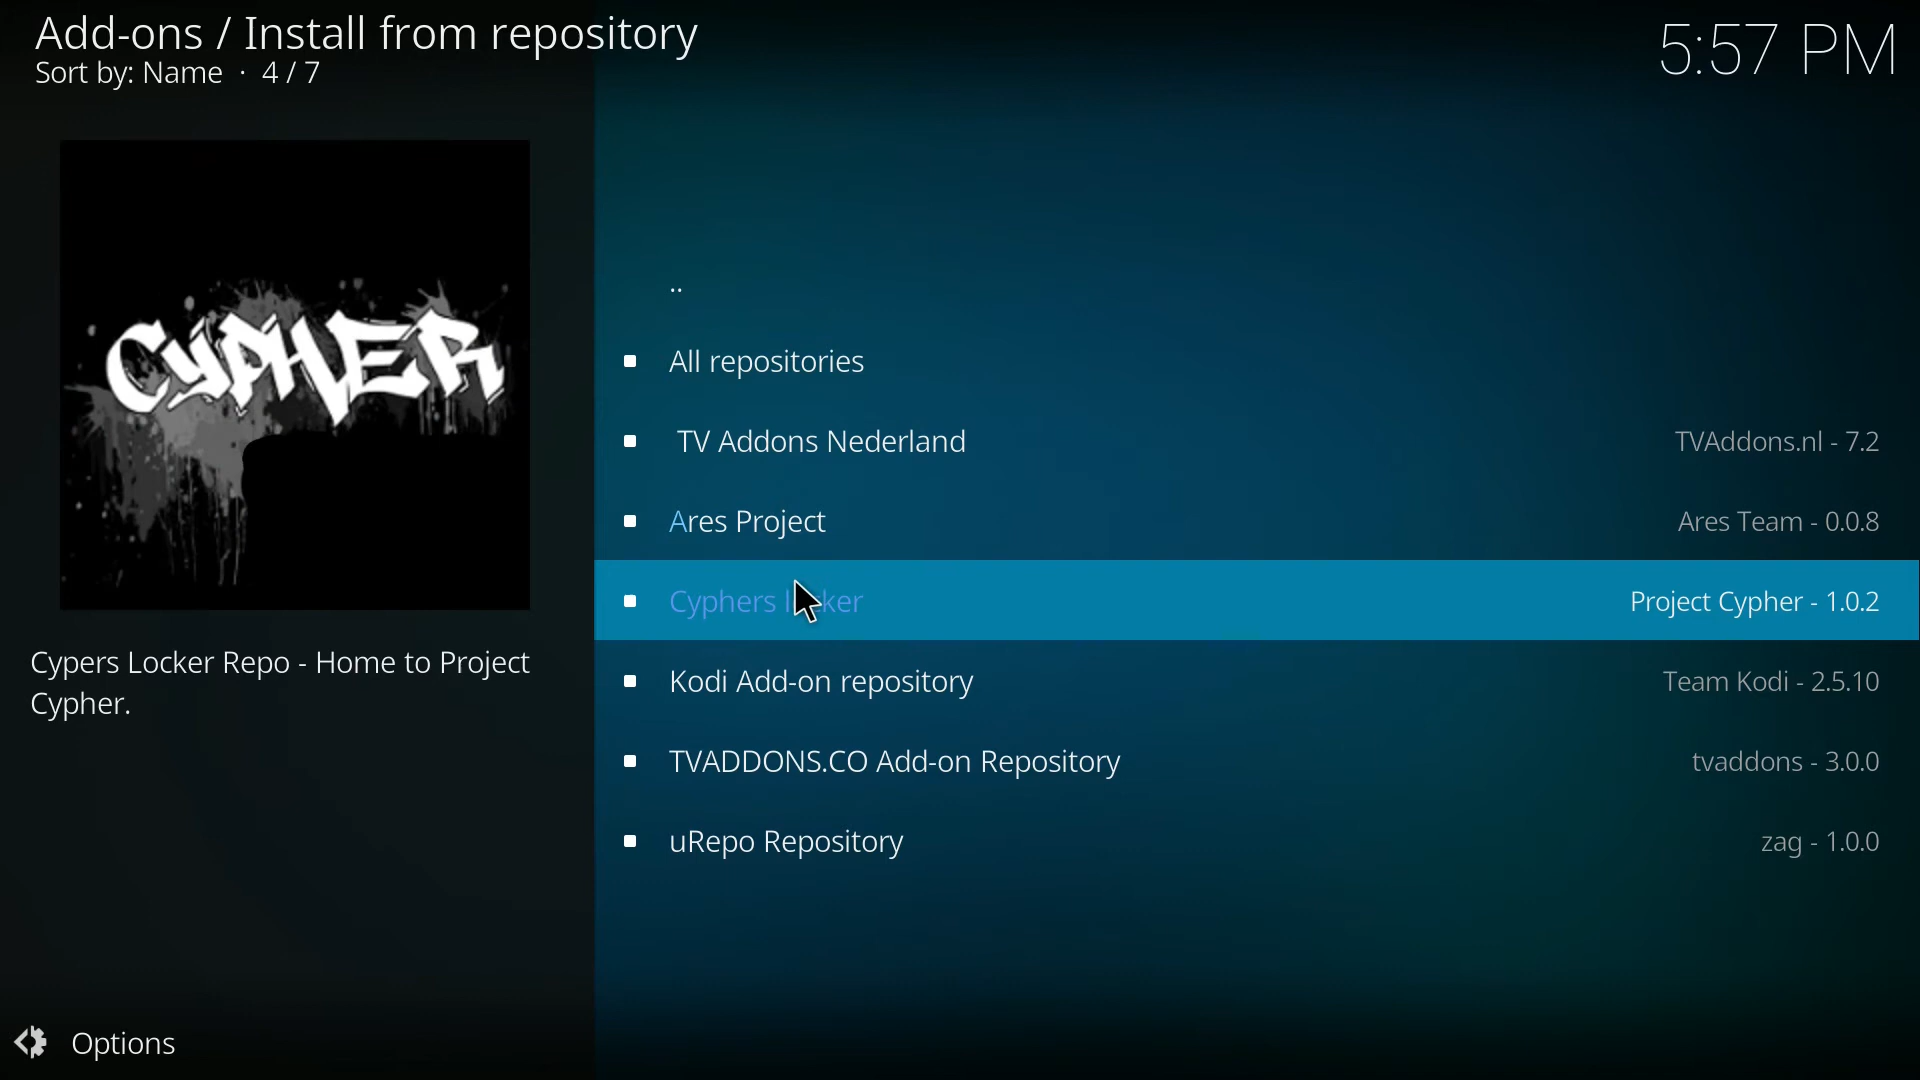 Add-ons / Install from repository
Sort by: Name · 4 / 7
5:57 PM
CYPHER
Cypers Locker Repo - Home to Project
Cypher.
..
All repositories
TV Addons Nederland TVAddons.nl - 7.2
Ares Project Ares Team - 0.0.8
Cyphers Project Cypher - 1.0.2
Kodi Add-on repository Team Kodi - 2.5.10
TVADDONS.CO Add-on Repository tvaddons - 3.0.0
uRepo Repository zag - 1.0.0
Options